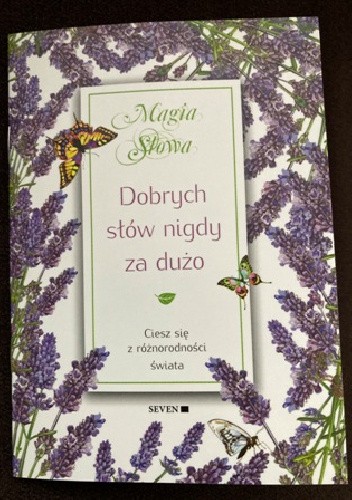 Magia
Słowa
Dobrych
słów nigdy
za dużo
Ciesz się
z różnorodności
świata
SEVEN